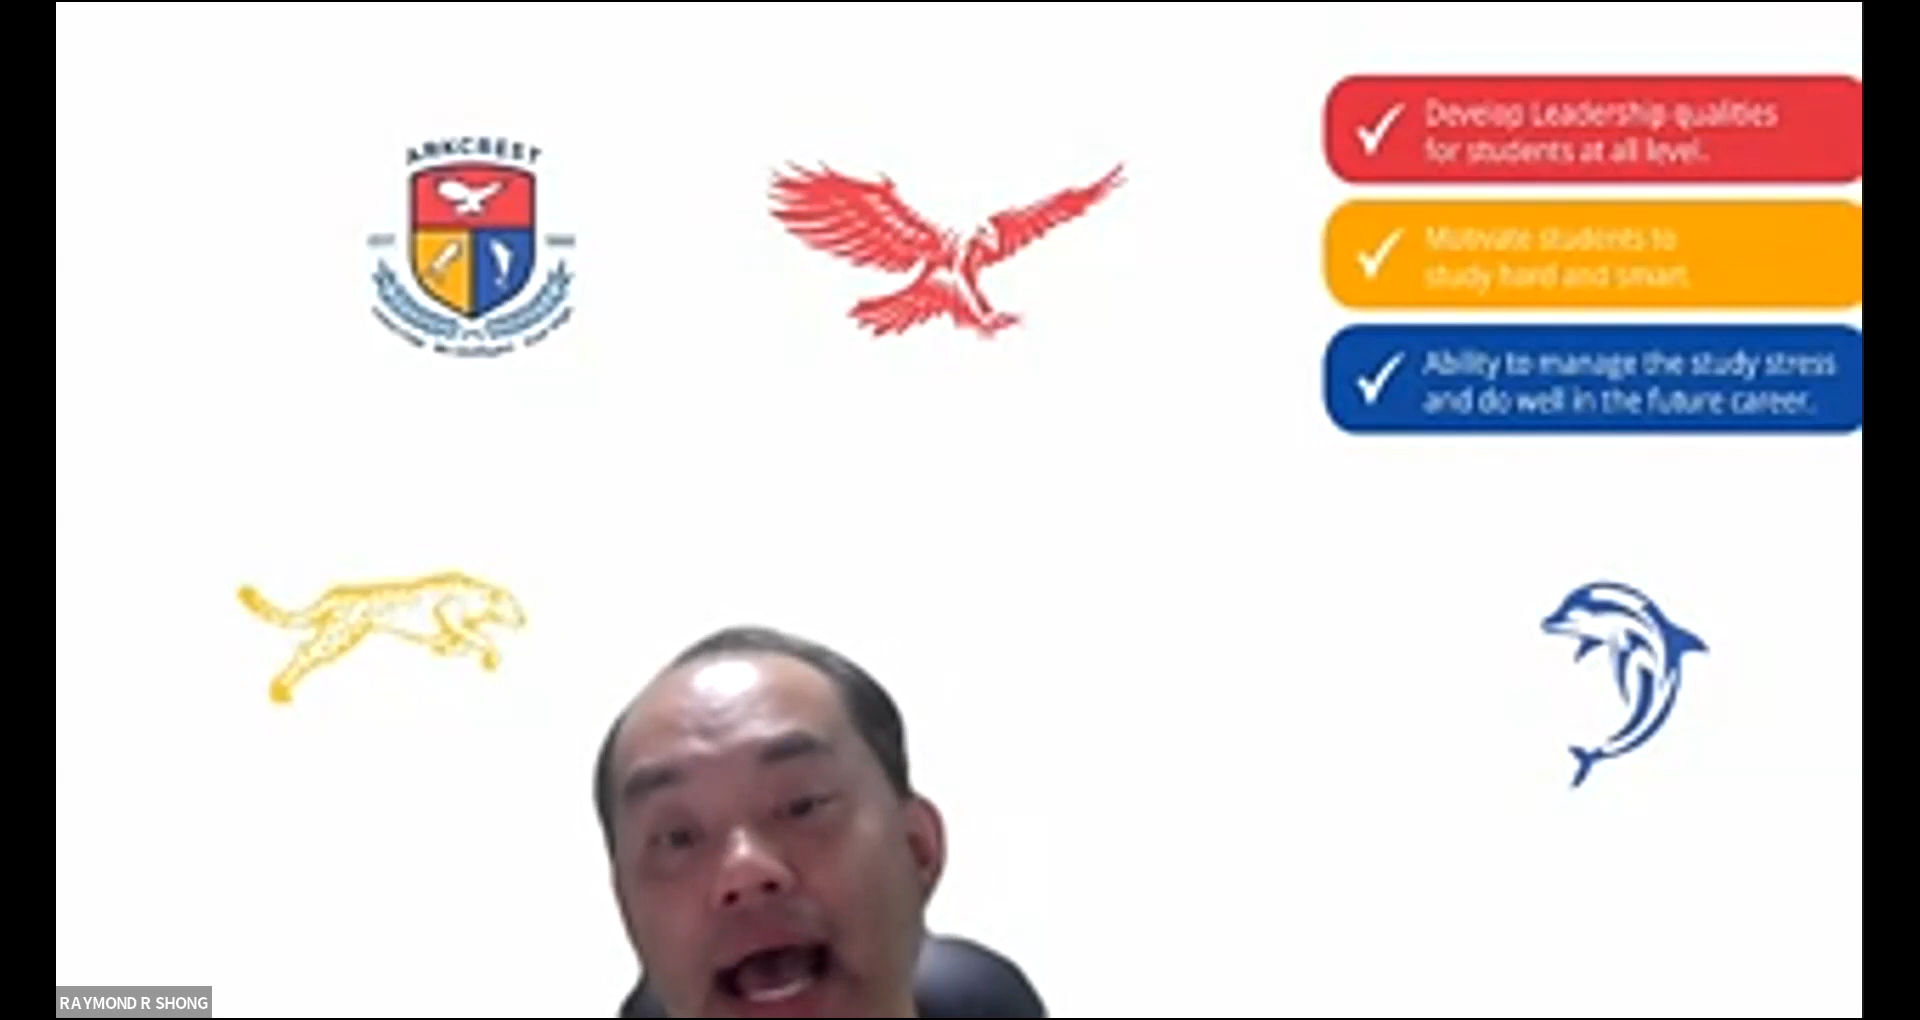 ARKCREST
Develop Leadership qualities
for students at all level.
Motivate students to
study hard and smart.
Ability to manage the study stress
and do well in the future career.
RAYMOND R SHONG